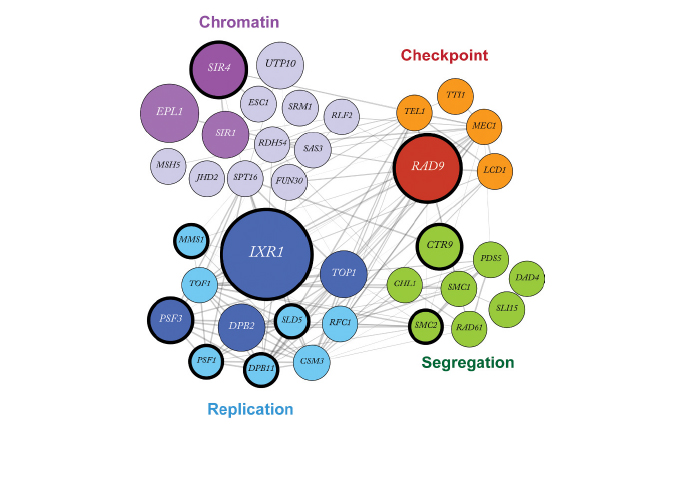 Chromatin
SIR4
UTP10
Checkpoint
EPL1
ESC1
SRM1
RLF2
TEL1
TTI1
MEC1
SIR1
RDH54
SAS3
MSH5
JHD2
SPT16
FUN30
RAD9
LCD1
MMS1
IXR1
CTR9
TOF1
TOP1
PDS5
DAD4
CHL1
SMC1
SLI15
PSF3
DPB2
SLD5
RFC1
SMC2
RAD61
PSF1
DPB11
CSM3
Segregation
Replication